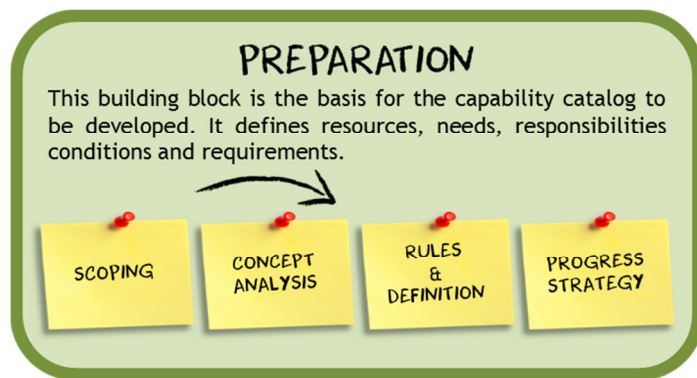 PREPARATION
This building block is the basis for the capability catalog to
be developed. It defines resources, needs, responsibilities
conditions and requirements.
SCOPING
CONCEPT
ANALYSIS
RULES
&
DEFINITION
PROGRESS
STRATEGY